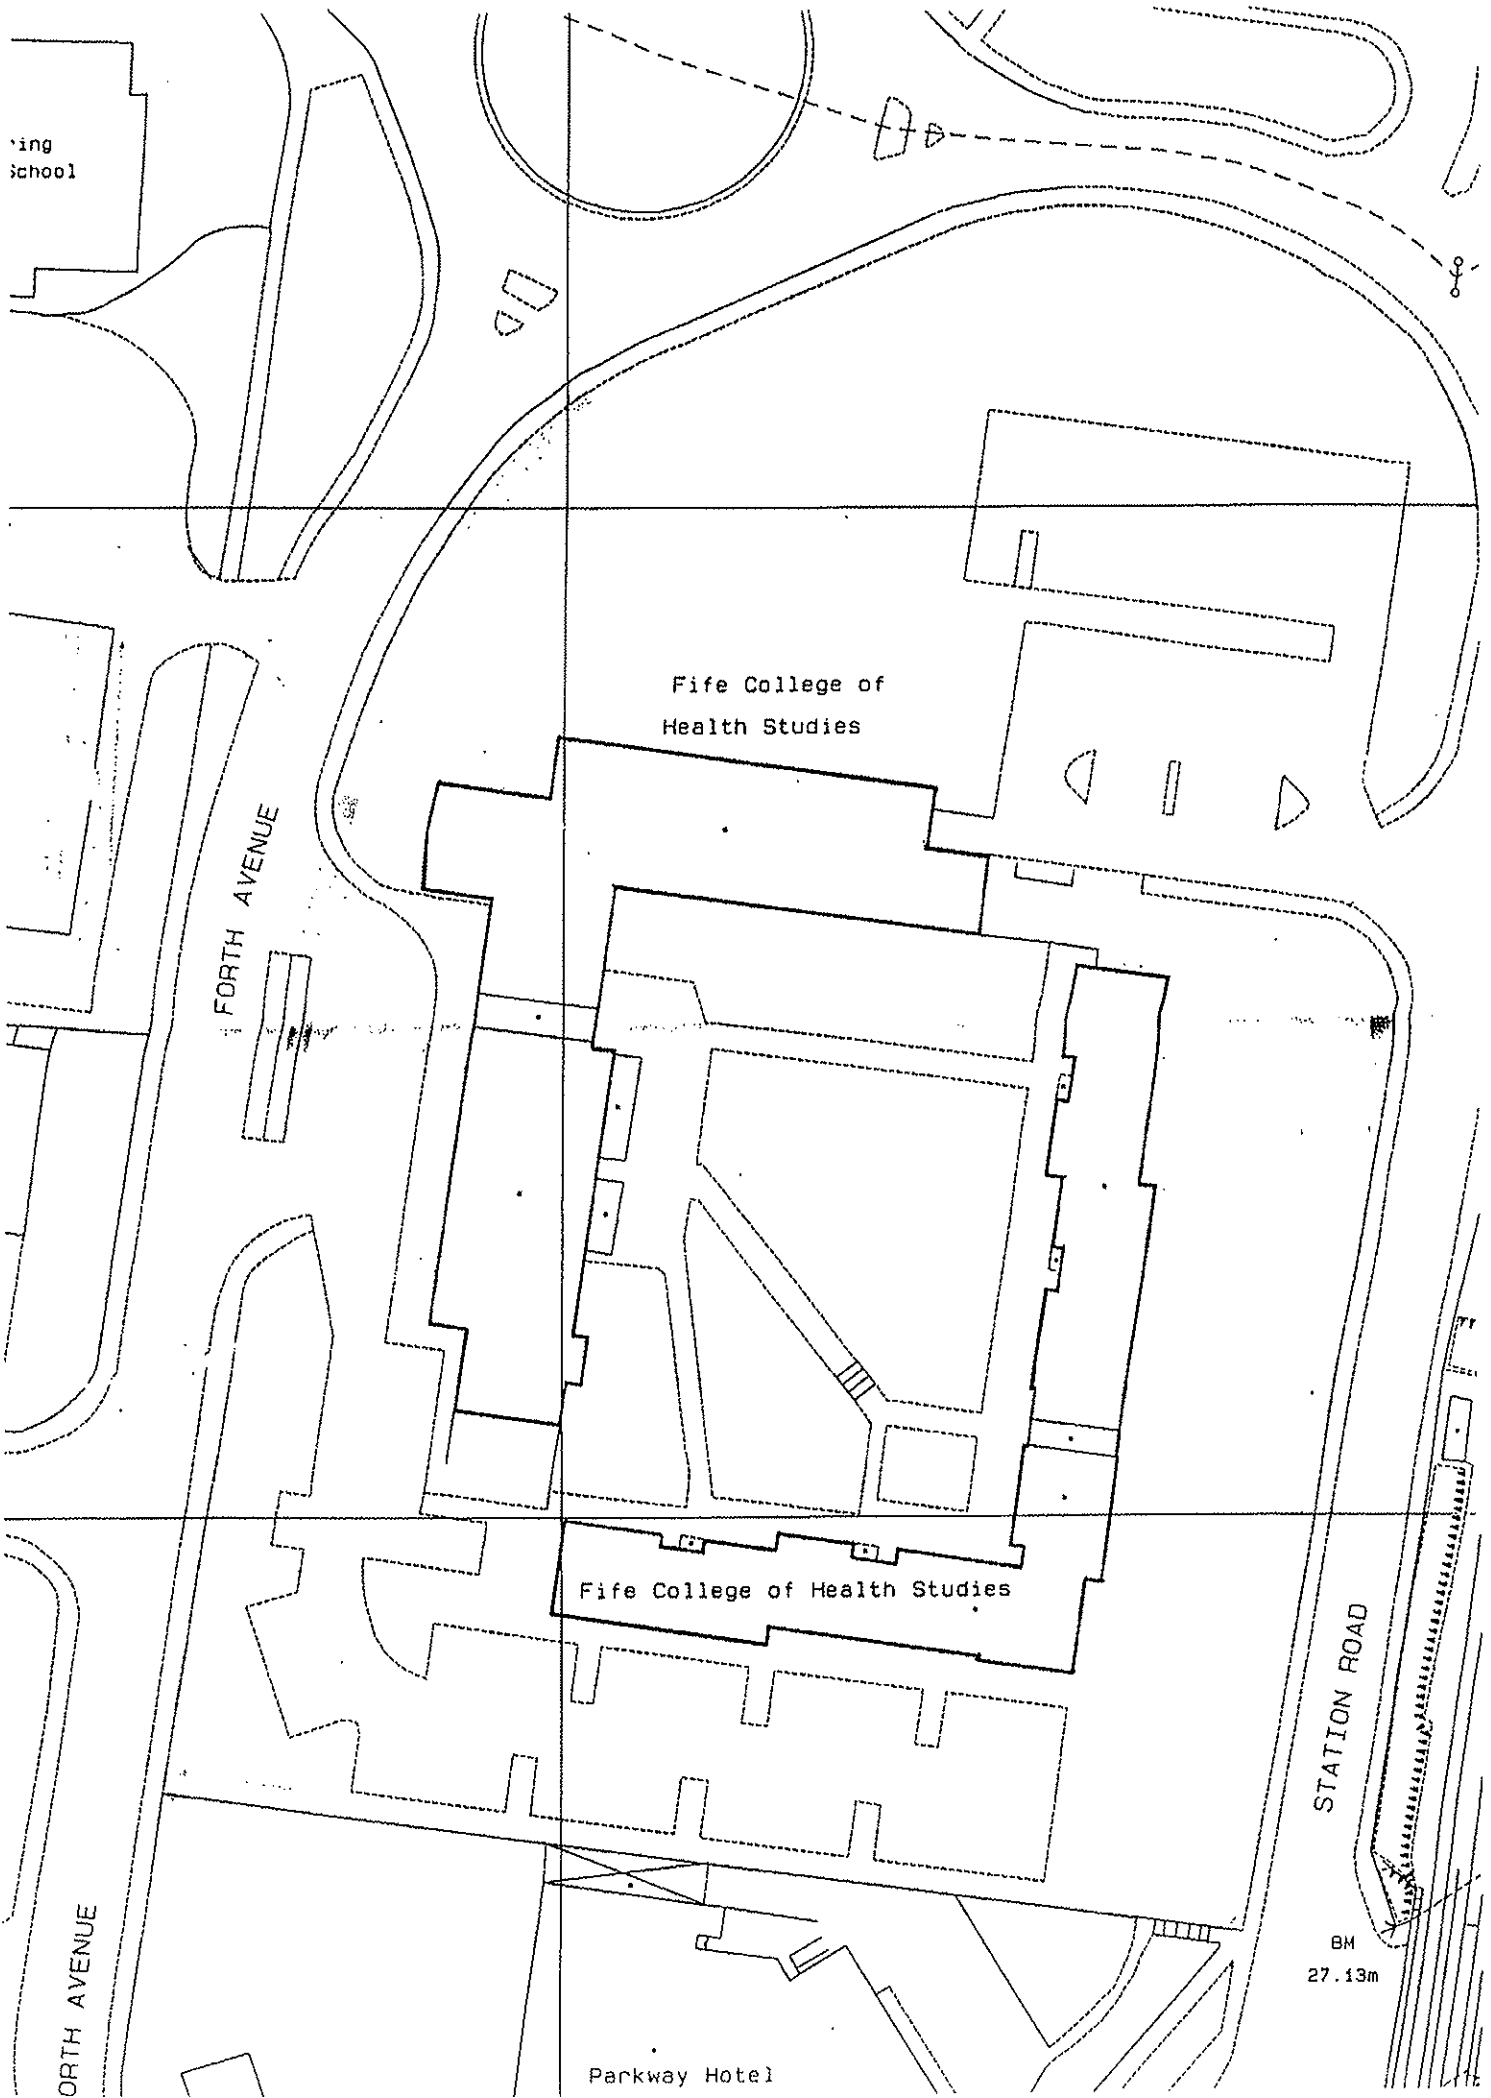 School
Fife College of
Health Studies
FORTH AVENUE
Fife College of Health Studies
STATION ROAD
BM
27.13m
ORTH AVENUE
Parkway Hotel